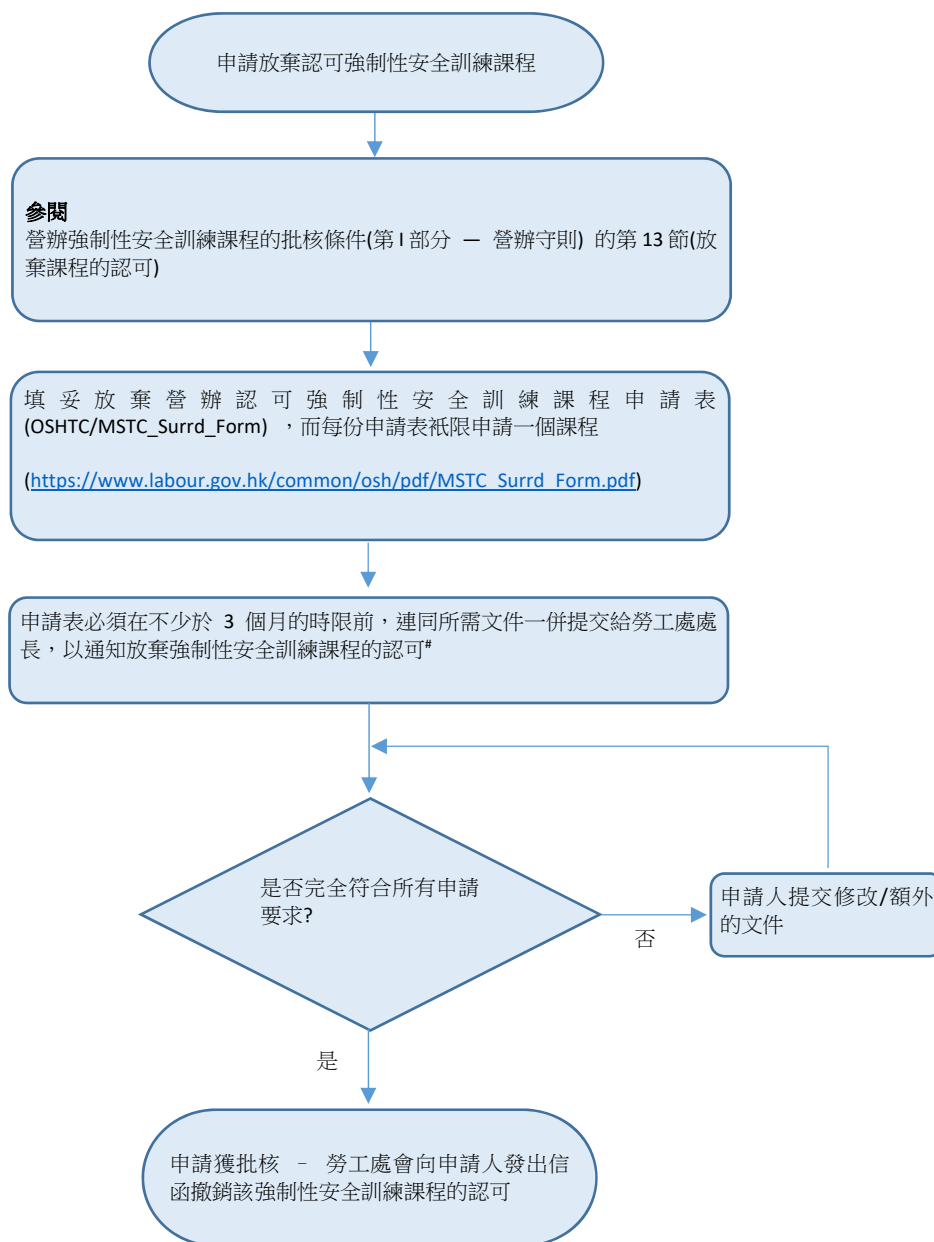 申請放棄認可強制性安全訓練課程
參閱
營辦強制性安全訓練課程的批核條件(第 I 部分 — 營辦守則) 的第 13 節(放
棄課程的認可)
填妥放棄營辦認可強制性安全訓練課程申請表
(OSHTC/MSTC_Surrd_Form) ，而每份申請表祇限申請一個課程
(https://www.labour.gov.hk/common/osh/pdf/MSTC_Surrd_Form.pdf)
申請表必須在不少於 3 個月的時限前，連同所需文件一併提交給勞工處處
長，以通知放棄強制性安全訓練課程的認可#
是否完全符合所有申請
要求?
否
申請人提交修改/額外
的文件
是
申請獲批核 – 勞工處會向申請人發出信
函撤銷該強制性安全訓練課程的認可